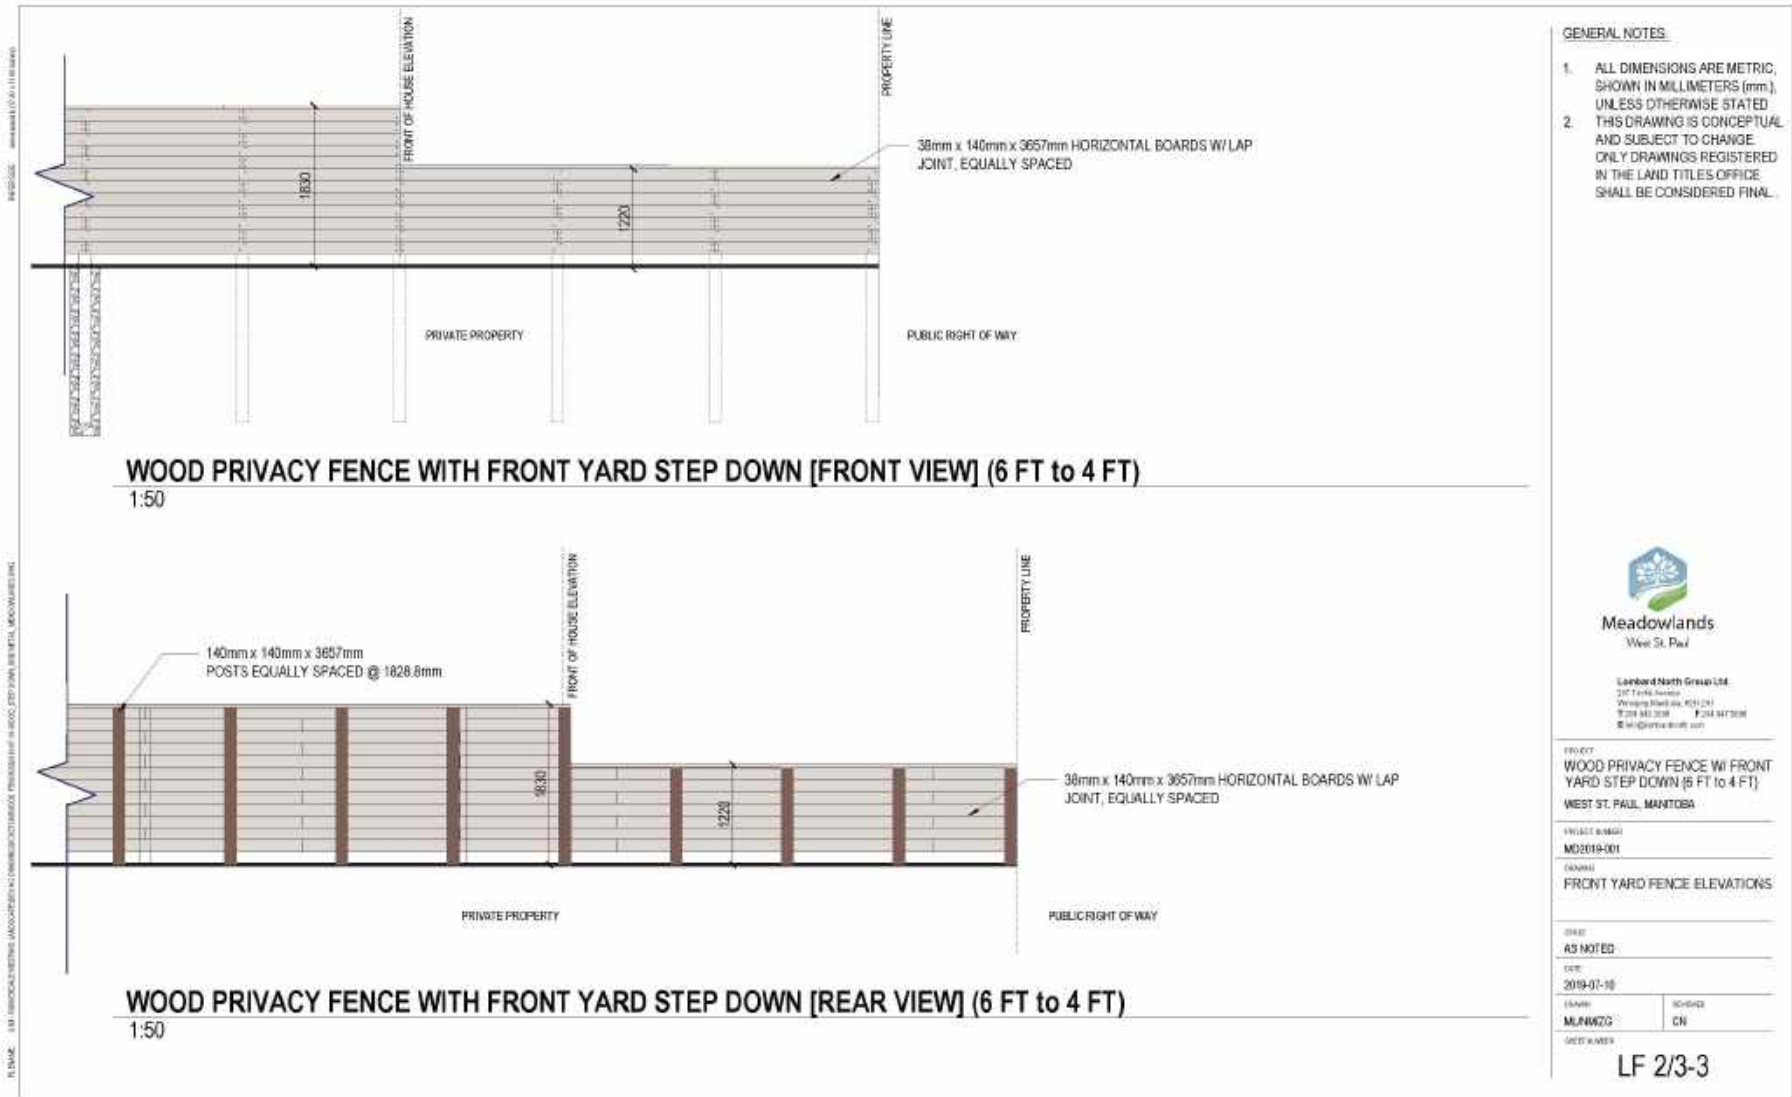 FRONT OF HOUSE ELEVATION
PROPERTY LINE
1830
1220
38mm x 140mm x 3657mm HORIZONTAL BOARDS W/ LAP
JOINT, EQUALLY SPACED
PRIVATE PROPERTY
PUBLIC RIGHT OF WAY
WOOD PRIVACY FENCE WITH FRONT YARD STEP DOWN [FRONT VIEW] (6 FT to 4 FT)
1:50
FRONT OF HOUSE ELEVATION
PROPERTY LINE
140mm x 140mm x 3657mm
POSTS EQUALLY SPACED @ 1828.8mm
1830
1220
38mm x 140mm x 3657mm HORIZONTAL BOARDS W/ LAP
JOINT, EQUALLY SPACED
PRIVATE PROPERTY
PUBLIC RIGHT OF WAY
WOOD PRIVACY FENCE WITH FRONT YARD STEP DOWN [REAR VIEW] (6 FT to 4 FT)
1:50
GENERAL NOTES:
1. ALL DIMENSIONS ARE METRIC,
SHOWN IN MILLIMETERS (mm.),
UNLESS OTHERWISE STATED
2. THIS DRAWING IS CONCEPTUAL
AND SUBJECT TO CHANGE.
ONLY DRAWINGS REGISTERED
IN THE LAND TITLES OFFICE
SHALL BE CONSIDERED FINAL.
Meadowlands
West St. Paul
Lombard North Group Ltd.
PROJECT
WOOD PRIVACY FENCE W/ FRONT
YARD STEP DOWN (6 FT to 4 FT)
WEST ST. PAUL, MANITOBA
PROJECT NUMBER
MD2019-001
DRAWING
FRONT YARD FENCE ELEVATIONS
AS NOTED
DATE
2019-07-10
DRAWN
CN
SHEET NUMBER
LF 2/3-3